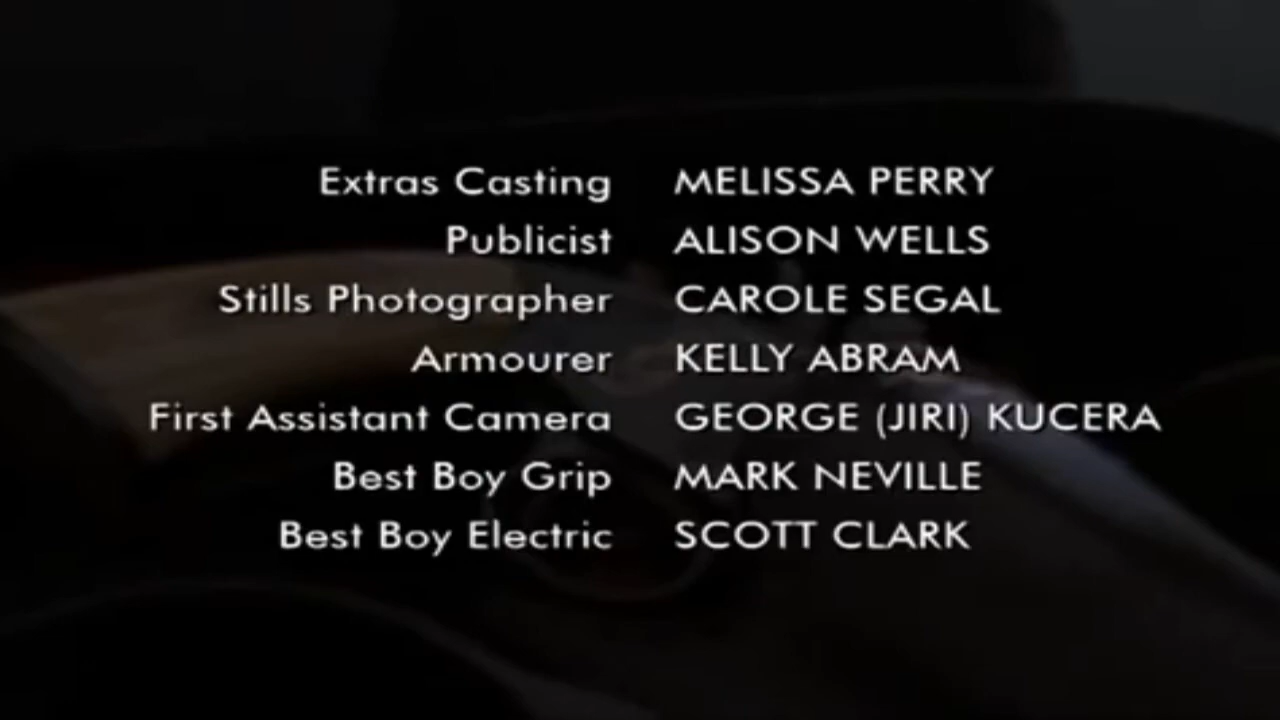 Extras Casting MELISSA PERRY
Publicist ALISON WELLS
Stills Photographer CAROLE SEGAL
Armourer KELLY ABRAM
First Assistant Camera GEORGE (JIRI) KUCERA
Best Boy Grip MARK NEVILLE
Best Boy Electric SCOTT CLARK